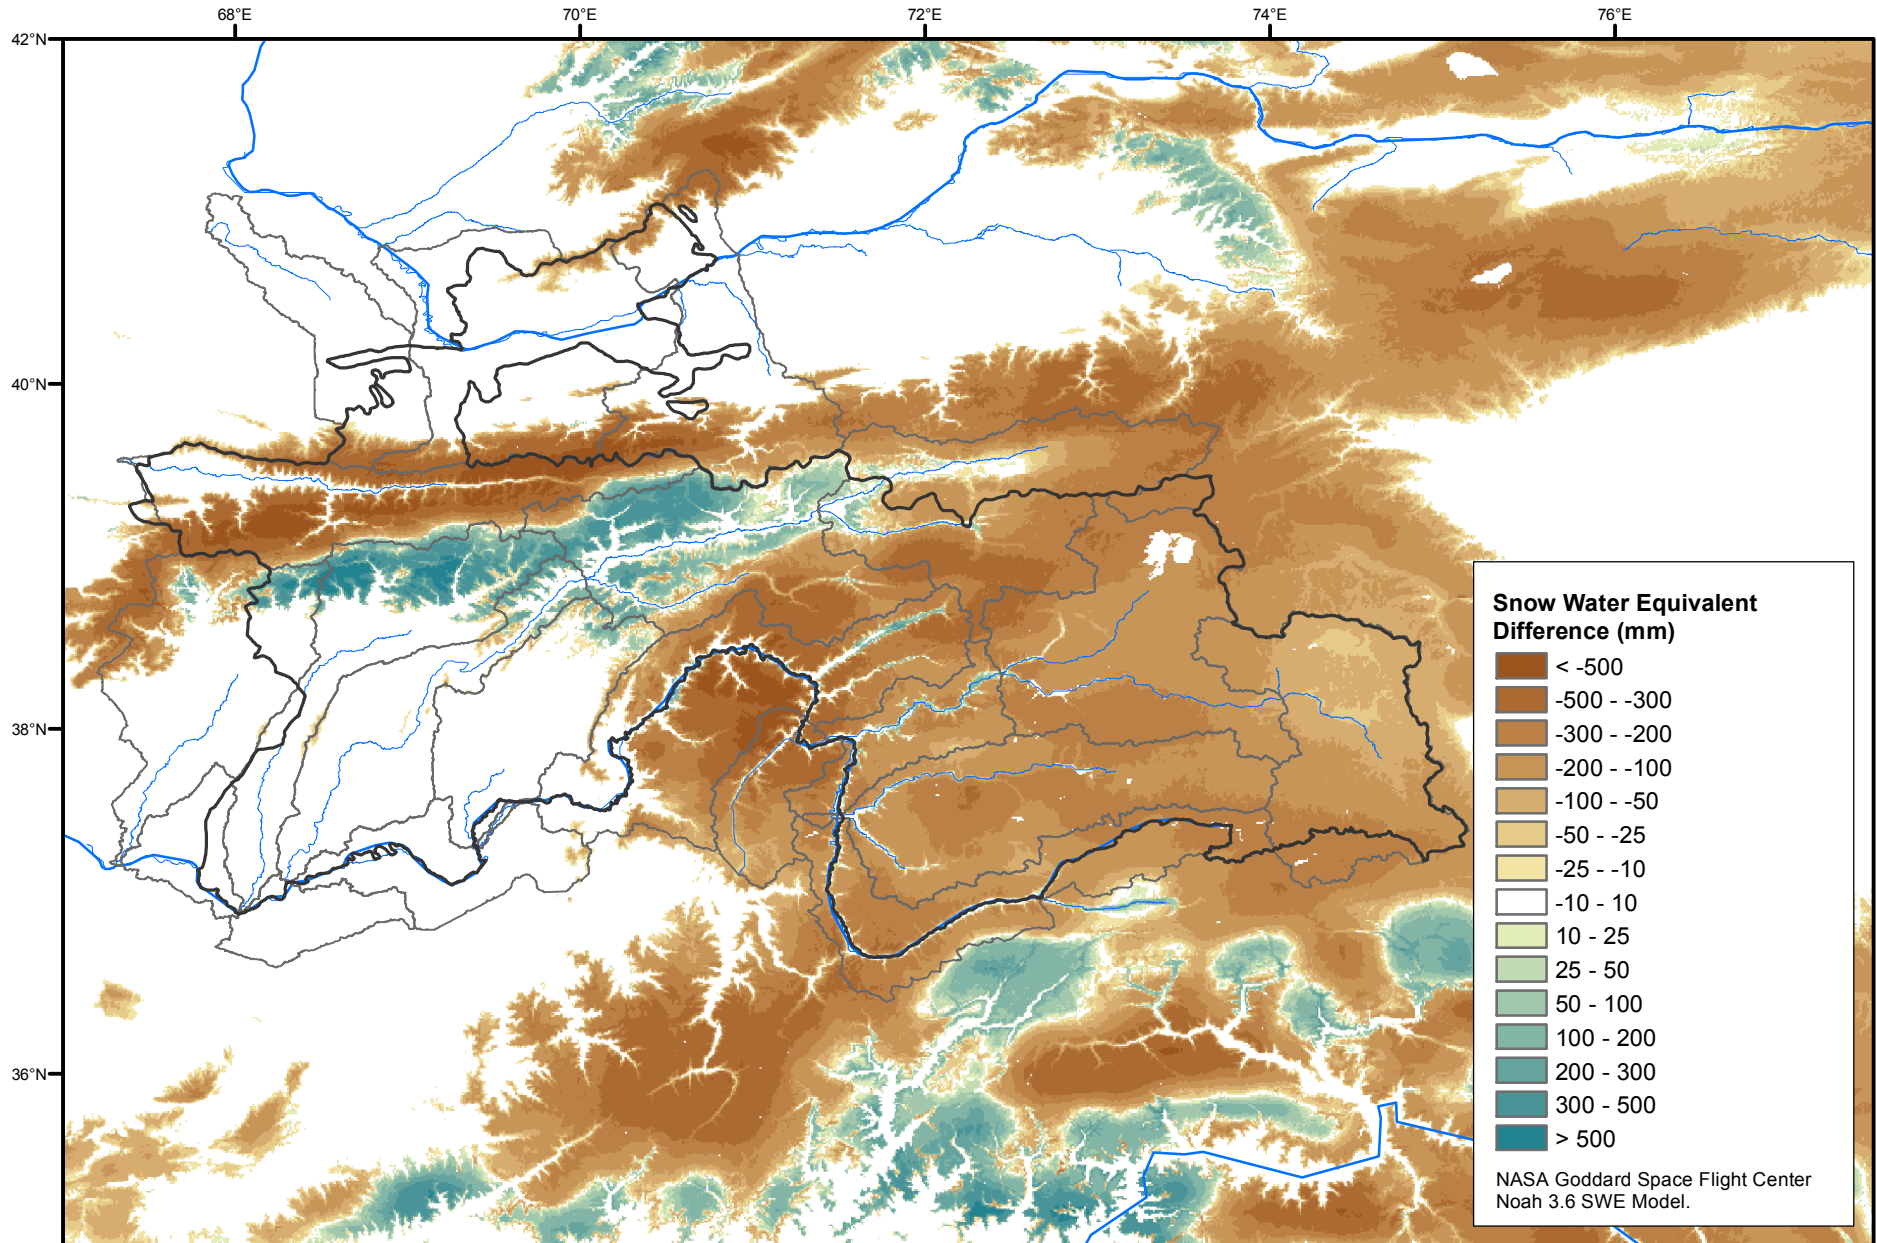 68°E
70°E
72°E
74°E
76°E
42°N
40°N
38°N
36°N
Snow Water Equivalent
Difference (mm)
< -500
-500 - -300
-300 - -200
-200 - -100
-100 - -50
-50 - -25
-25 - -10
-10 - 10
10 - 25
25 - 50
50 - 100
100 - 200
200 - 300
300 - 500
> 500
NASA Goddard Space Flight Center
Noah 3.6 SWE Model.